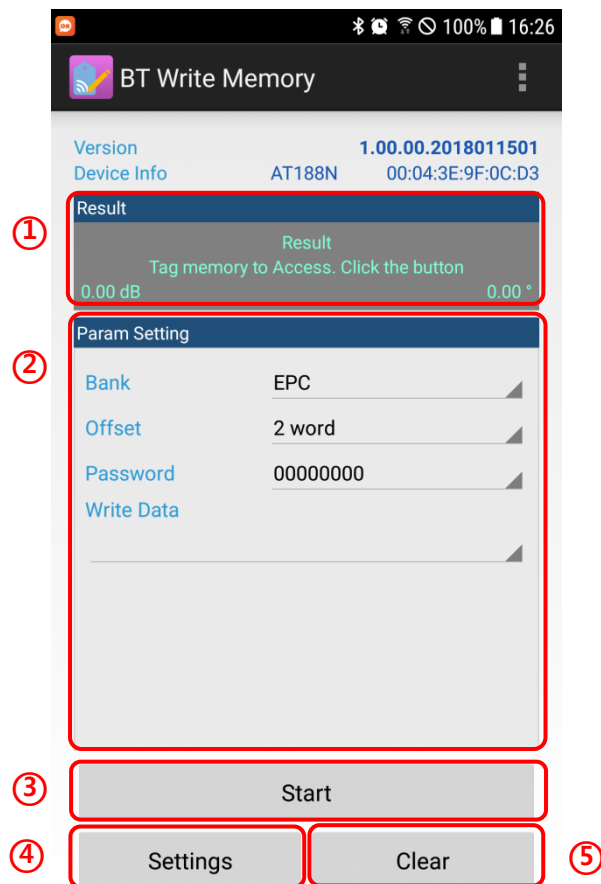 100% 16:26
BT Write Memory
Version 1.00.00.2018011501
Device Info AT188N 00:04:3E:9F:0C:D3
① Result
Result
Tag memory to Access. Click the button
0.00 dB 0.00 °
② Param Setting
Bank EPC
Offset 2 word
Password 00000000
Write Data
③ Start
④ Settings Clear ⑤